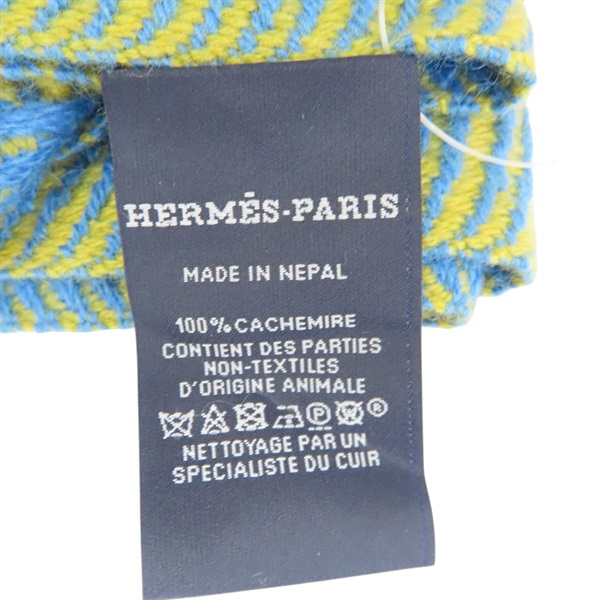 HERMĒS-PARIS
MADE IN NEPAL
100% CACHEMIRE
CONTIENT DES PARTIES
NON-TEXTILES
D'ORIGINE ANIMALE
P W ®
NETTOYAGE PAR UN
SPECIALISTE DU CUIR